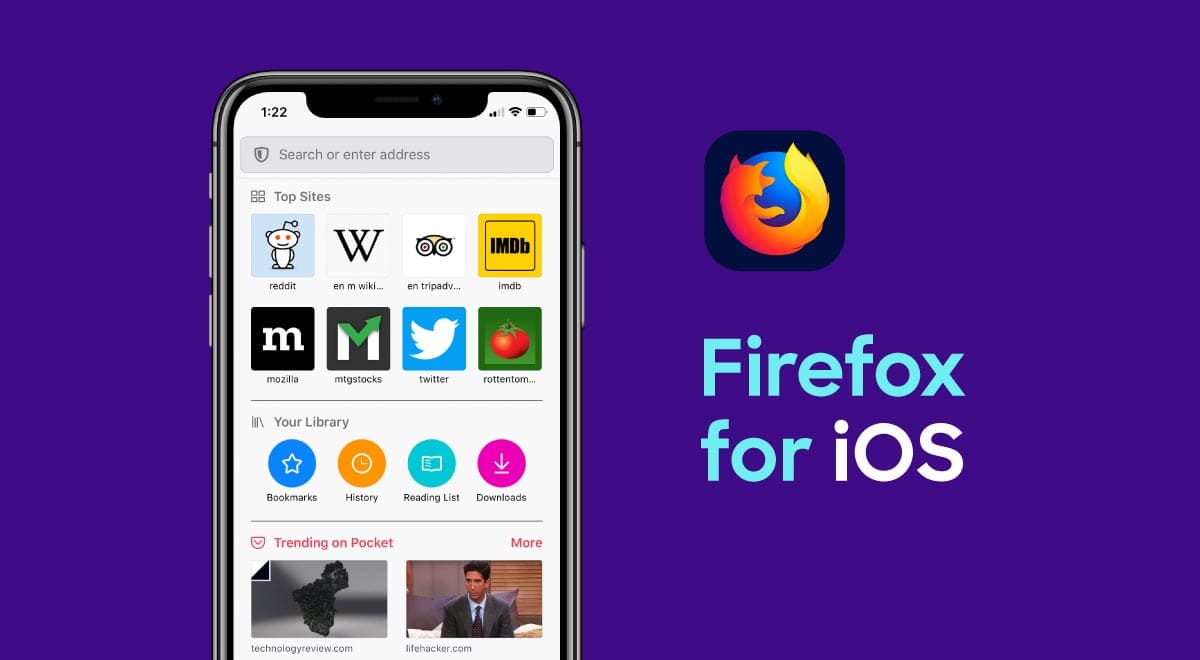 1:22
Search or enter address
Top Sites
W
IMDb
reddit
en m wiki...
en tripadv...
imdb
m
M
mozilla
mtgstocks
twitter
rottentom...
Your Library
Bookmarks
History
Reading List
Downloads
Trending on Pocket
More
technologyreview.com
lifehacker.com
Firefox
for iOS